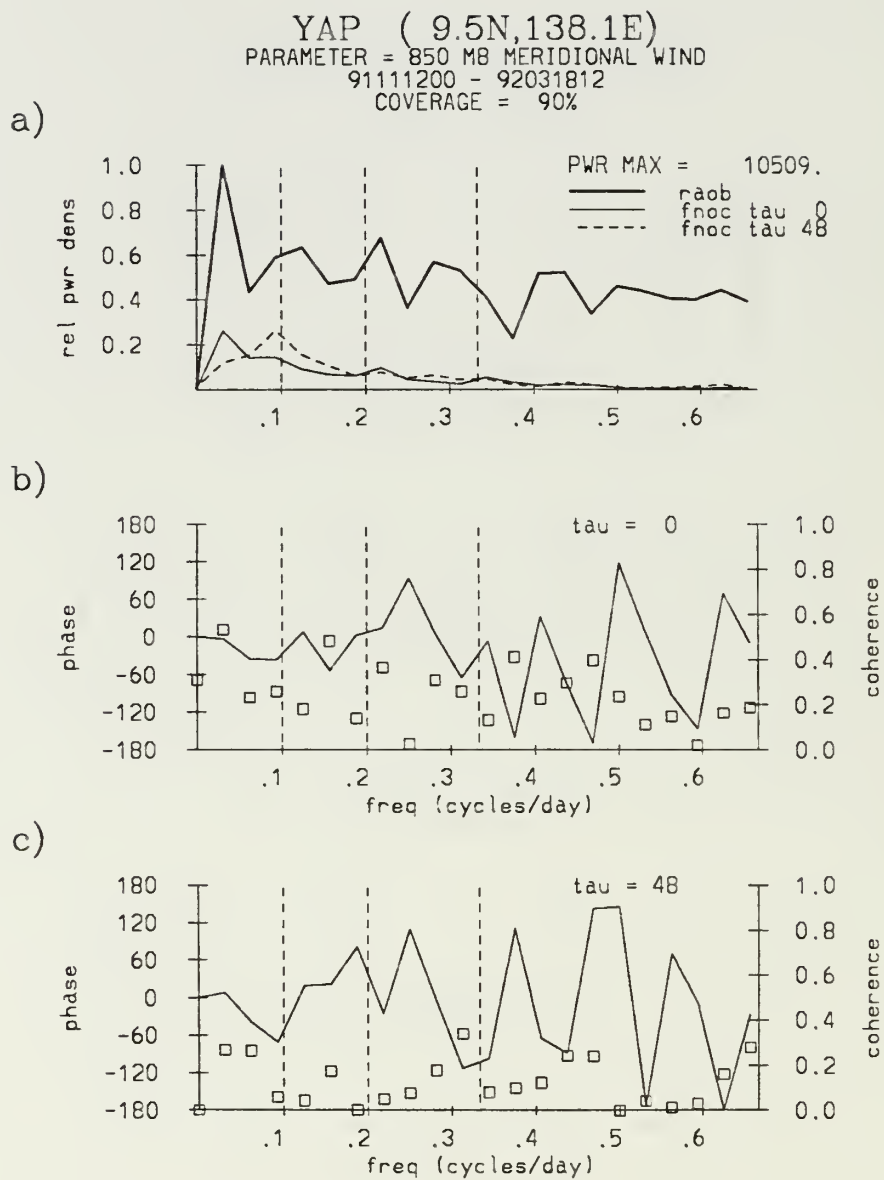 YAP ( 9.5N,138.1E)
PARAMETER = 850 MB MERIDIONAL WIND
91111200 - 92031812
COVERAGE = 90%
a)
PWR MAX = 10509.
raob
fnoc tau 0
fnoc tau 48
rel pwr dens
1.0
0.8
0.6
0.4
0.2
.1 .2 .3 .4 .5 .6
b)
tau = 0
phase
180
120
60
0
-60
-120
-180
1.0
0.8
0.6
0.4
0.2
0.0
coherence
.1 .2 .3 .4 .5 .6
freq (cycles/day)
c)
tau = 48
phase
180
120
60
0
-60
-120
-180
1.0
0.8
0.6
0.4
0.2
0.0
coherence
.1 .2 .3 .4 .5 .6
freq (cycles/day)